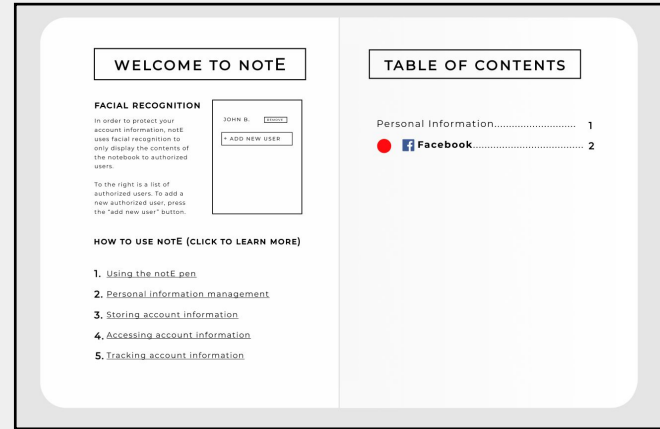 WELCOME TO NOTE
FACIAL RECOGNITION
In order to protect your
account information, notE
uses facial recognition to
only display the contents of
the notebook to authorized
users.
To the right is a list of
authorized users. To add a
new authorized user, press
the "add new user" button.
JOHN B. REMOVE
+ ADD NEW USER
HOW TO USE NOTE (CLICK TO LEARN MORE)
1. Using the notE pen
2. Personal information management
3. Storing account information
4. Accessing account information
5. Tracking account information
TABLE OF CONTENTS
Personal Information........................... 1
f Facebook..................................... 2